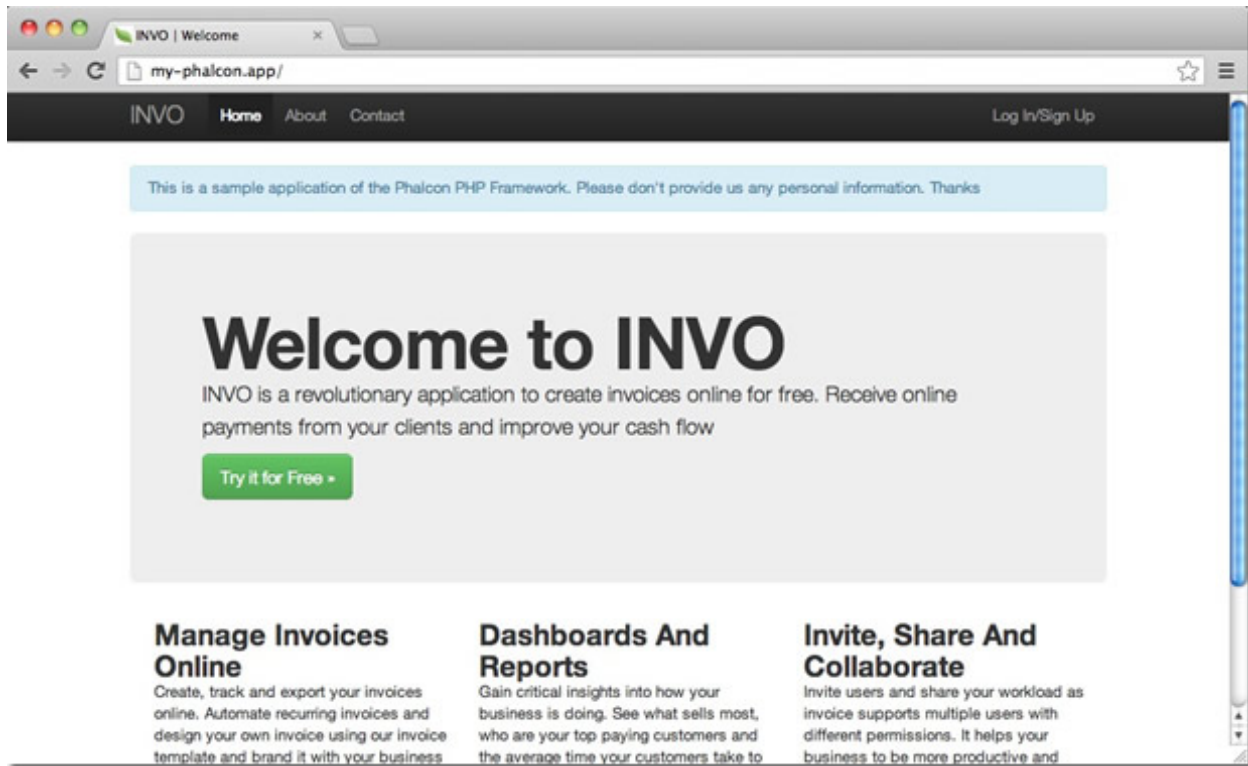 INVO | Welcome
my-phalcon.app/
INVO Home About Contact Log In/Sign Up
This is a sample application of the Phalcon PHP Framework. Please don't provide us any personal information. Thanks
Welcome to INVO
INVO is a revolutionary application to create invoices online for free. Receive online
payments from your clients and improve your cash flow
Try it for Free »
Manage Invoices
Online
Create, track and export your invoices
online. Automate recurring invoices and
design your own invoice using our invoice
template and brand it with your business
Dashboards And
Reports
Gain critical insights into how your
business is doing. See what sells most,
who are your top paying customers and
the average time your customers take to
Invite, Share And
Collaborate
Invite users and share your workload as
invoice supports multiple users with
different permissions. It helps your
business to be more productive and